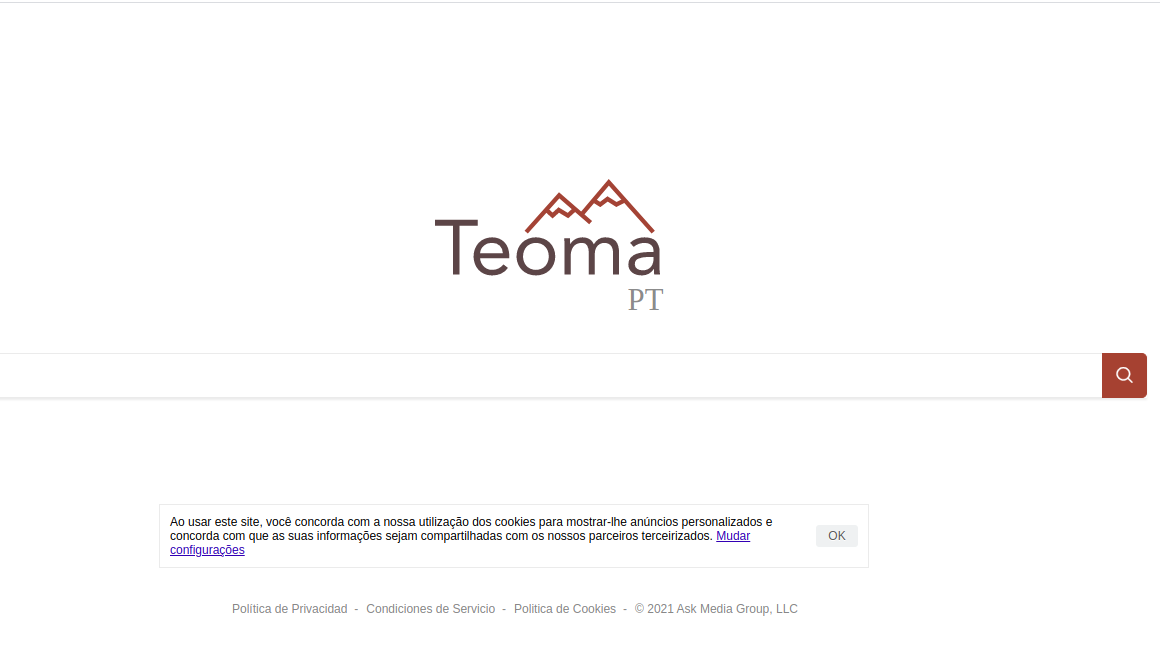 Teoma
PT
Ao usar este site, você concorda com a nossa utilização dos cookies para mostrar-lhe anúncios personalizados e
concorda com que as suas informações sejam compartilhadas com os nossos parceiros terceirizados. Mudar
configurações
OK
Política de Privacidad - Condiciones de Servicio - Politica de Cookies - © 2021 Ask Media Group, LLC